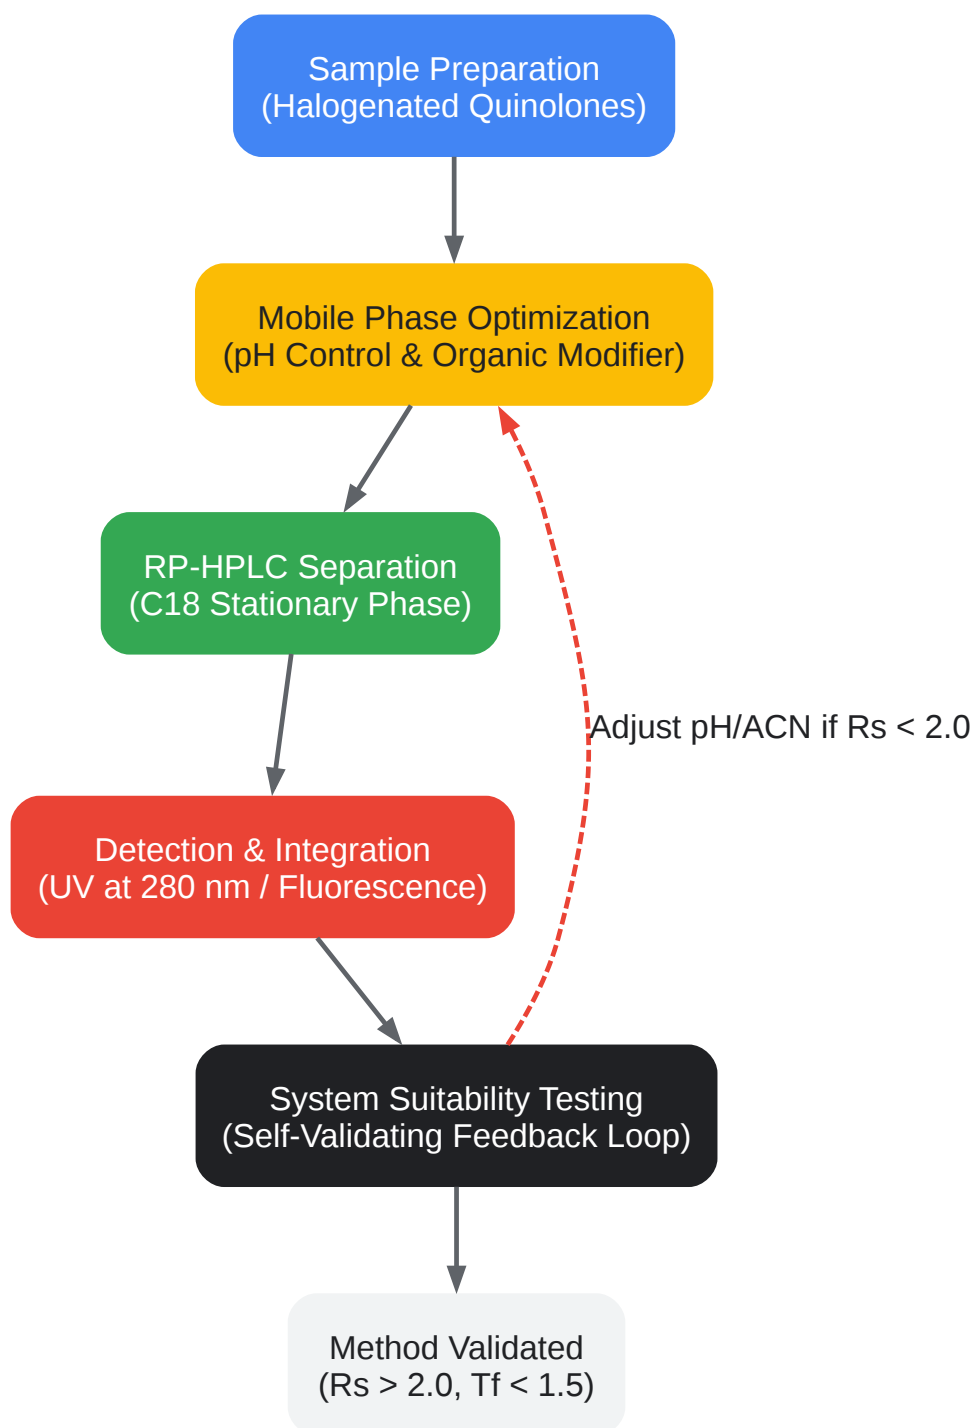 Sample Preparation
(Halogenated Quinolones)
Mobile Phase Optimization
(pH Control & Organic Modifier)
RP-HPLC Separation
(C18 Stationary Phase)
Adjust pH/ACN if Rs < 2.0
Detection & Integration
(UV at 280 nm / Fluorescence)
System Suitability Testing
(Self-Validating Feedback Loop)
Method Validated
(Rs > 2.0, Tf < 1.5)